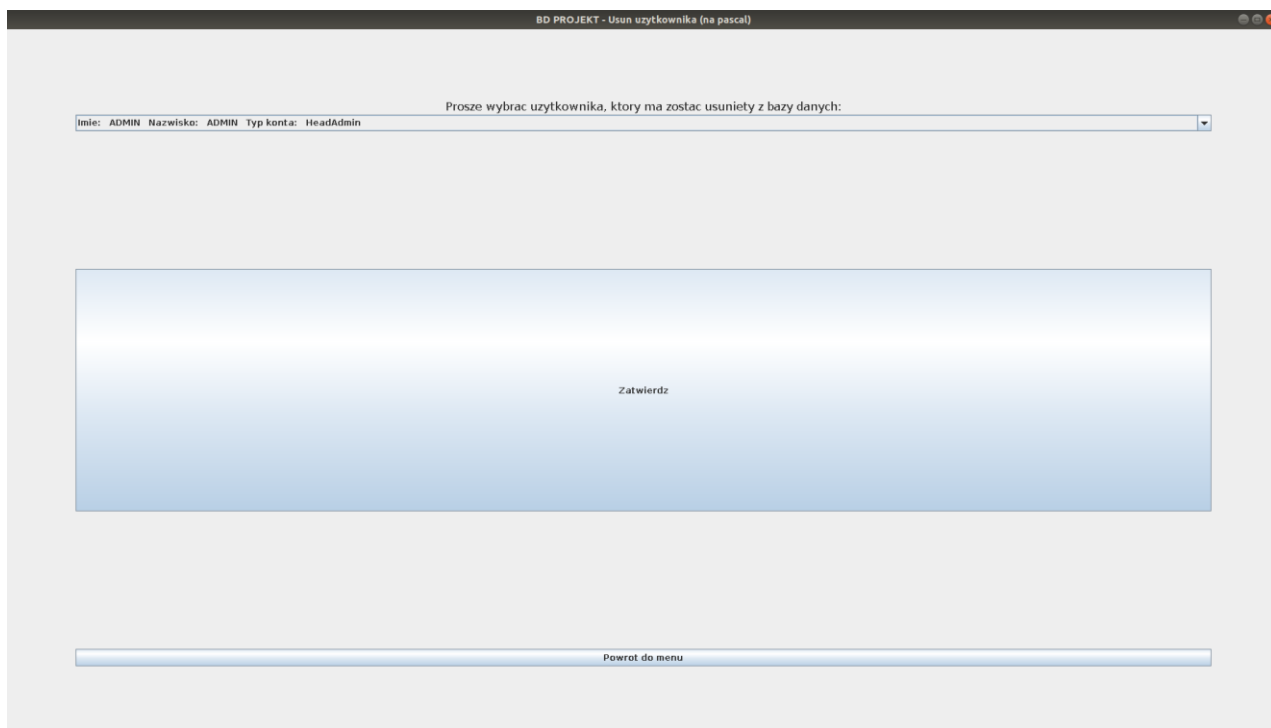 BD PROJEKT - Usun uzytkownika (na pascal)
Prosze wybrac uzytkownika, ktory ma zostac usuniety z bazy danych:
Imie: ADMIN Nazwisko: ADMIN Typ konta: HeadAdmin
Zatwierdz
Powrot do menu